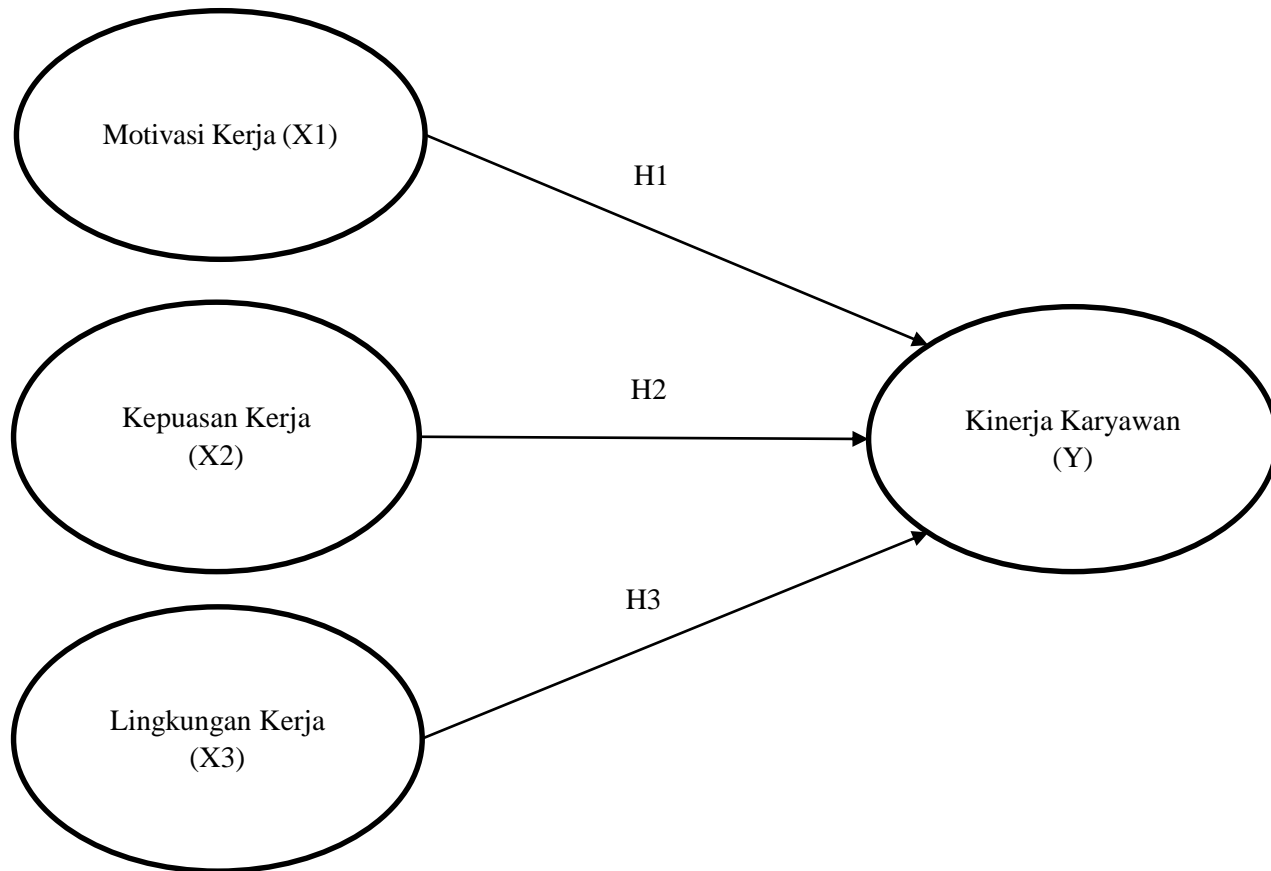 Motivasi Kerja (X1)
H1
Kepuasan Kerja
(X2)
H2
Kinerja Karyawan
(Y)
H3
Lingkungan Kerja
(X3)